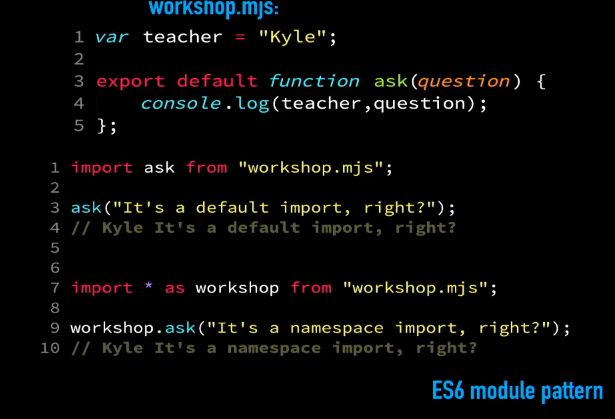 workshop.mjs:
1 var teacher = "Kyle";
2
3 export default function ask(question) {
4     console.log(teacher,question);
5 };
1 import ask from "workshop.mjs";
2
3 ask("It's a default import, right?");
4 // Kyle It's a default import, right?
5
6
7 import * as workshop from "workshop.mjs";
8
9 workshop.ask("It's a namespace import, right?");
10 // Kyle It's a namespace import, right?
ES6 module pattern